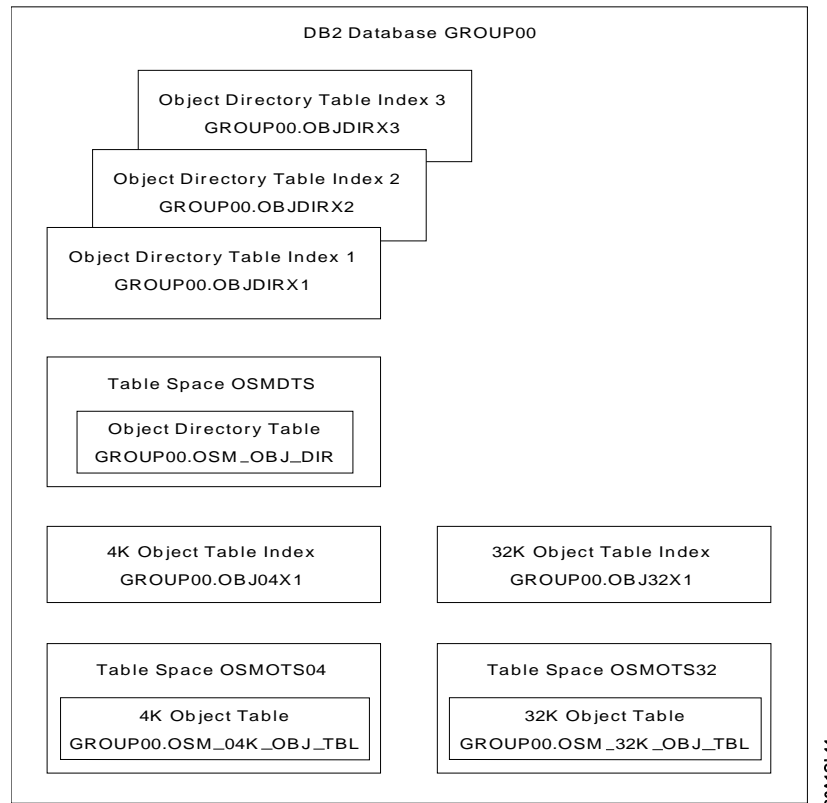 DB2 Database GROUP00
Object Directory Table Index 3
GROUP00.OBJDIRX3
Object Directory Table Index 2
GROUP00.OBJDIRX2
Object Directory Table Index 1
GROUP00.OBJDIRX1
Table Space OSMDTS
Object Directory Table
GROUP00.OSM_OBJ_DIR
4K Object Table Index
GROUP00.OBJ04X1
32K Object Table Index
GROUP00.OBJ32X1
Table Space OSMOTS04
4K Object Table
GROUP00.OSM_04K_OBJ_TBL
Table Space OSMOTS32
32K Object Table
GROUP00.OSM_32K_OBJ_TBL